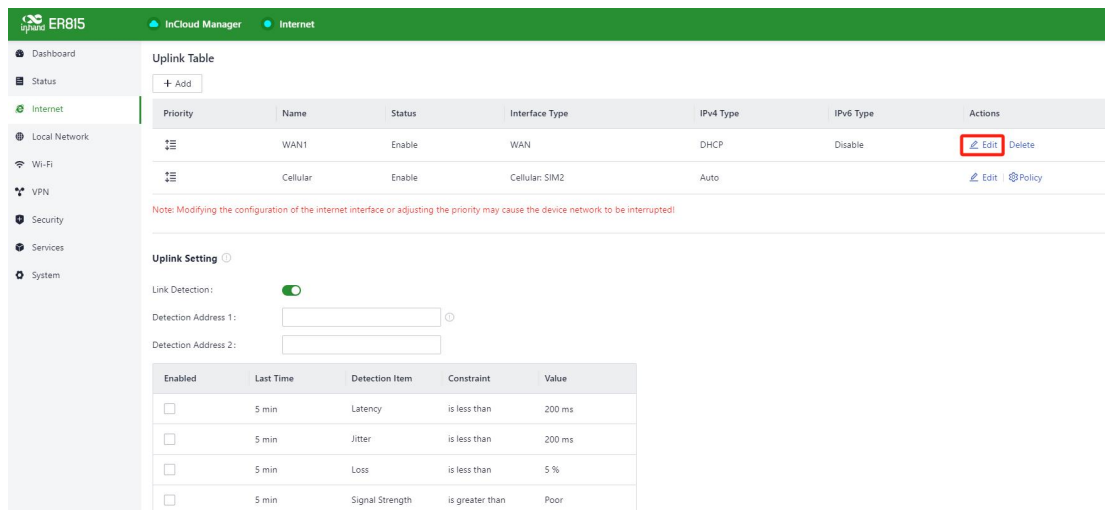 inhand ER815 InCloud Manager Internet
Dashboard
Status
Internet
Local Network
Wi-Fi
VPN
Security
Services
System
Uplink Table
+ Add
Priority Name Status Interface Type IPv4 Type IPv6 Type Actions
WAN1 Enable WAN DHCP Disable Edit Delete
Cellular Enable Cellular: SIM2 Auto Edit Policy
Note: Modifying the configuration of the internet interface or adjusting the priority may cause the device network to be interrupted!
Uplink Setting
Link Detection:
Detection Address 1:
Detection Address 2:
Enabled Last Time Detection Item Constraint Value
5 min Latency is less than 200 ms
5 min Jitter is less than 200 ms
5 min Loss is less than 5 %
5 min Signal Strength is greater than Poor